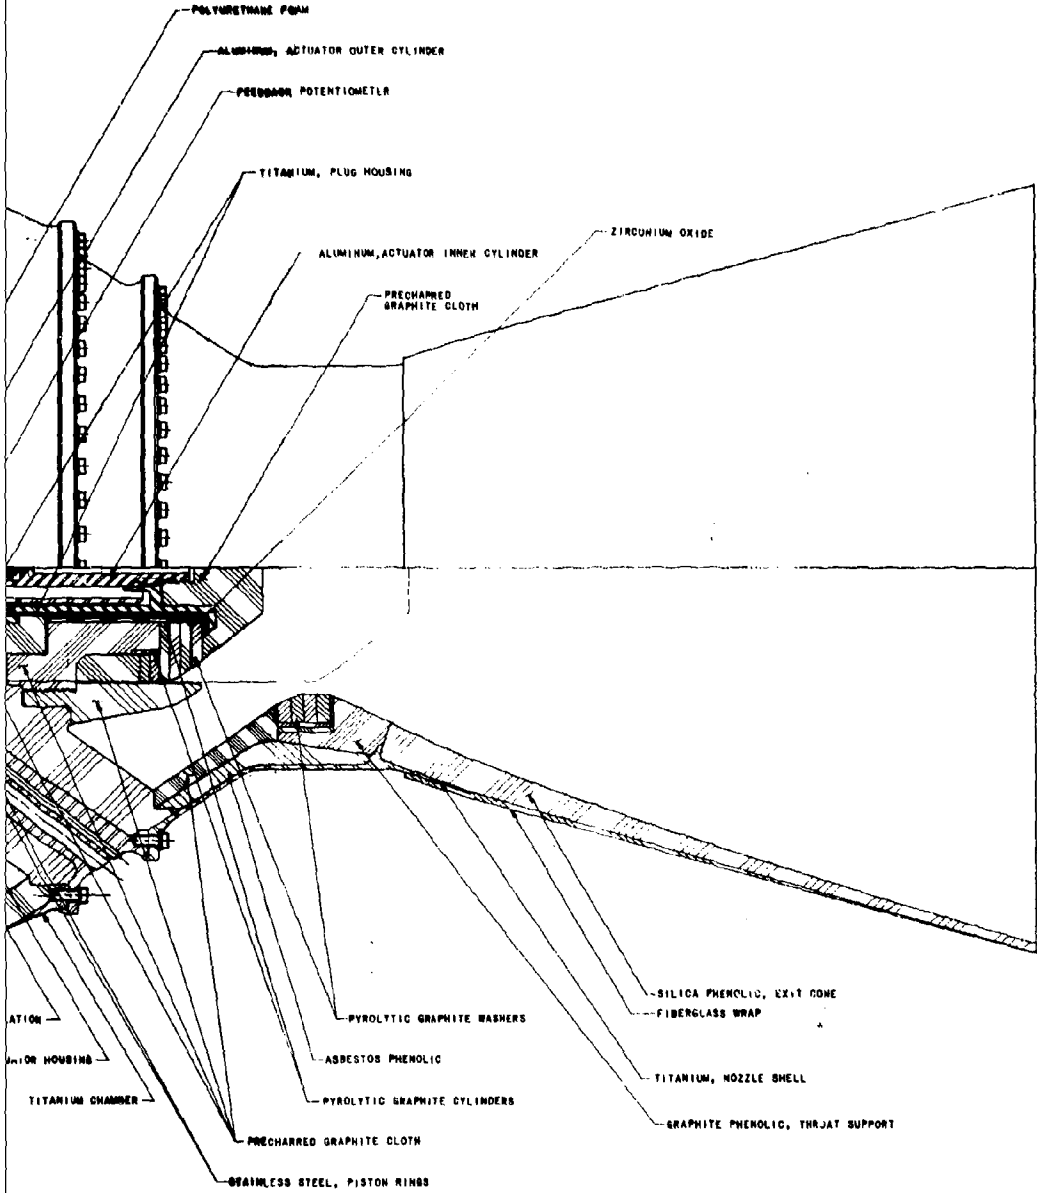 POLYURETHANE FOAM
ALUMINUM, ACTUATOR OUTER CYLINDER
FEEDBACK POTENTIOMETER
TITANIUM, PLUG HOUSING
ZIRCONIUM OXIDE
ALUMINUM, ACTUATOR INNER CYLINDER
PRECHARRED
GRAPHITE CLOTH
SILICA PHENOLIC, EXIT CONE
FIBERGLASS WRAP
ATION
PYROLYTIC GRAPHITE WASHERS
HOUSING
ASBESTOS PHENOLIC
TITANIUM, NOZZLE SHELL
TITANIUM CHAMBER
PYROLYTIC GRAPHITE CYLINDERS
GRAPHITE PHENOLIC, THROAT SUPPORT
PRECHARRED GRAPHITE CLOTH
STAINLESS STEEL, PISTON RINGS